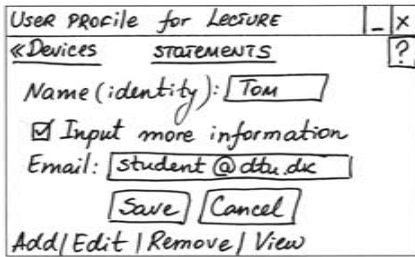 User Profile for Lecture _ ×
«Devices STATEMENTS ?
Name (identity): Tom
☑ Input more information
Email: student@dtu.dk
Save Cancel
Add/Edit/Remove/View